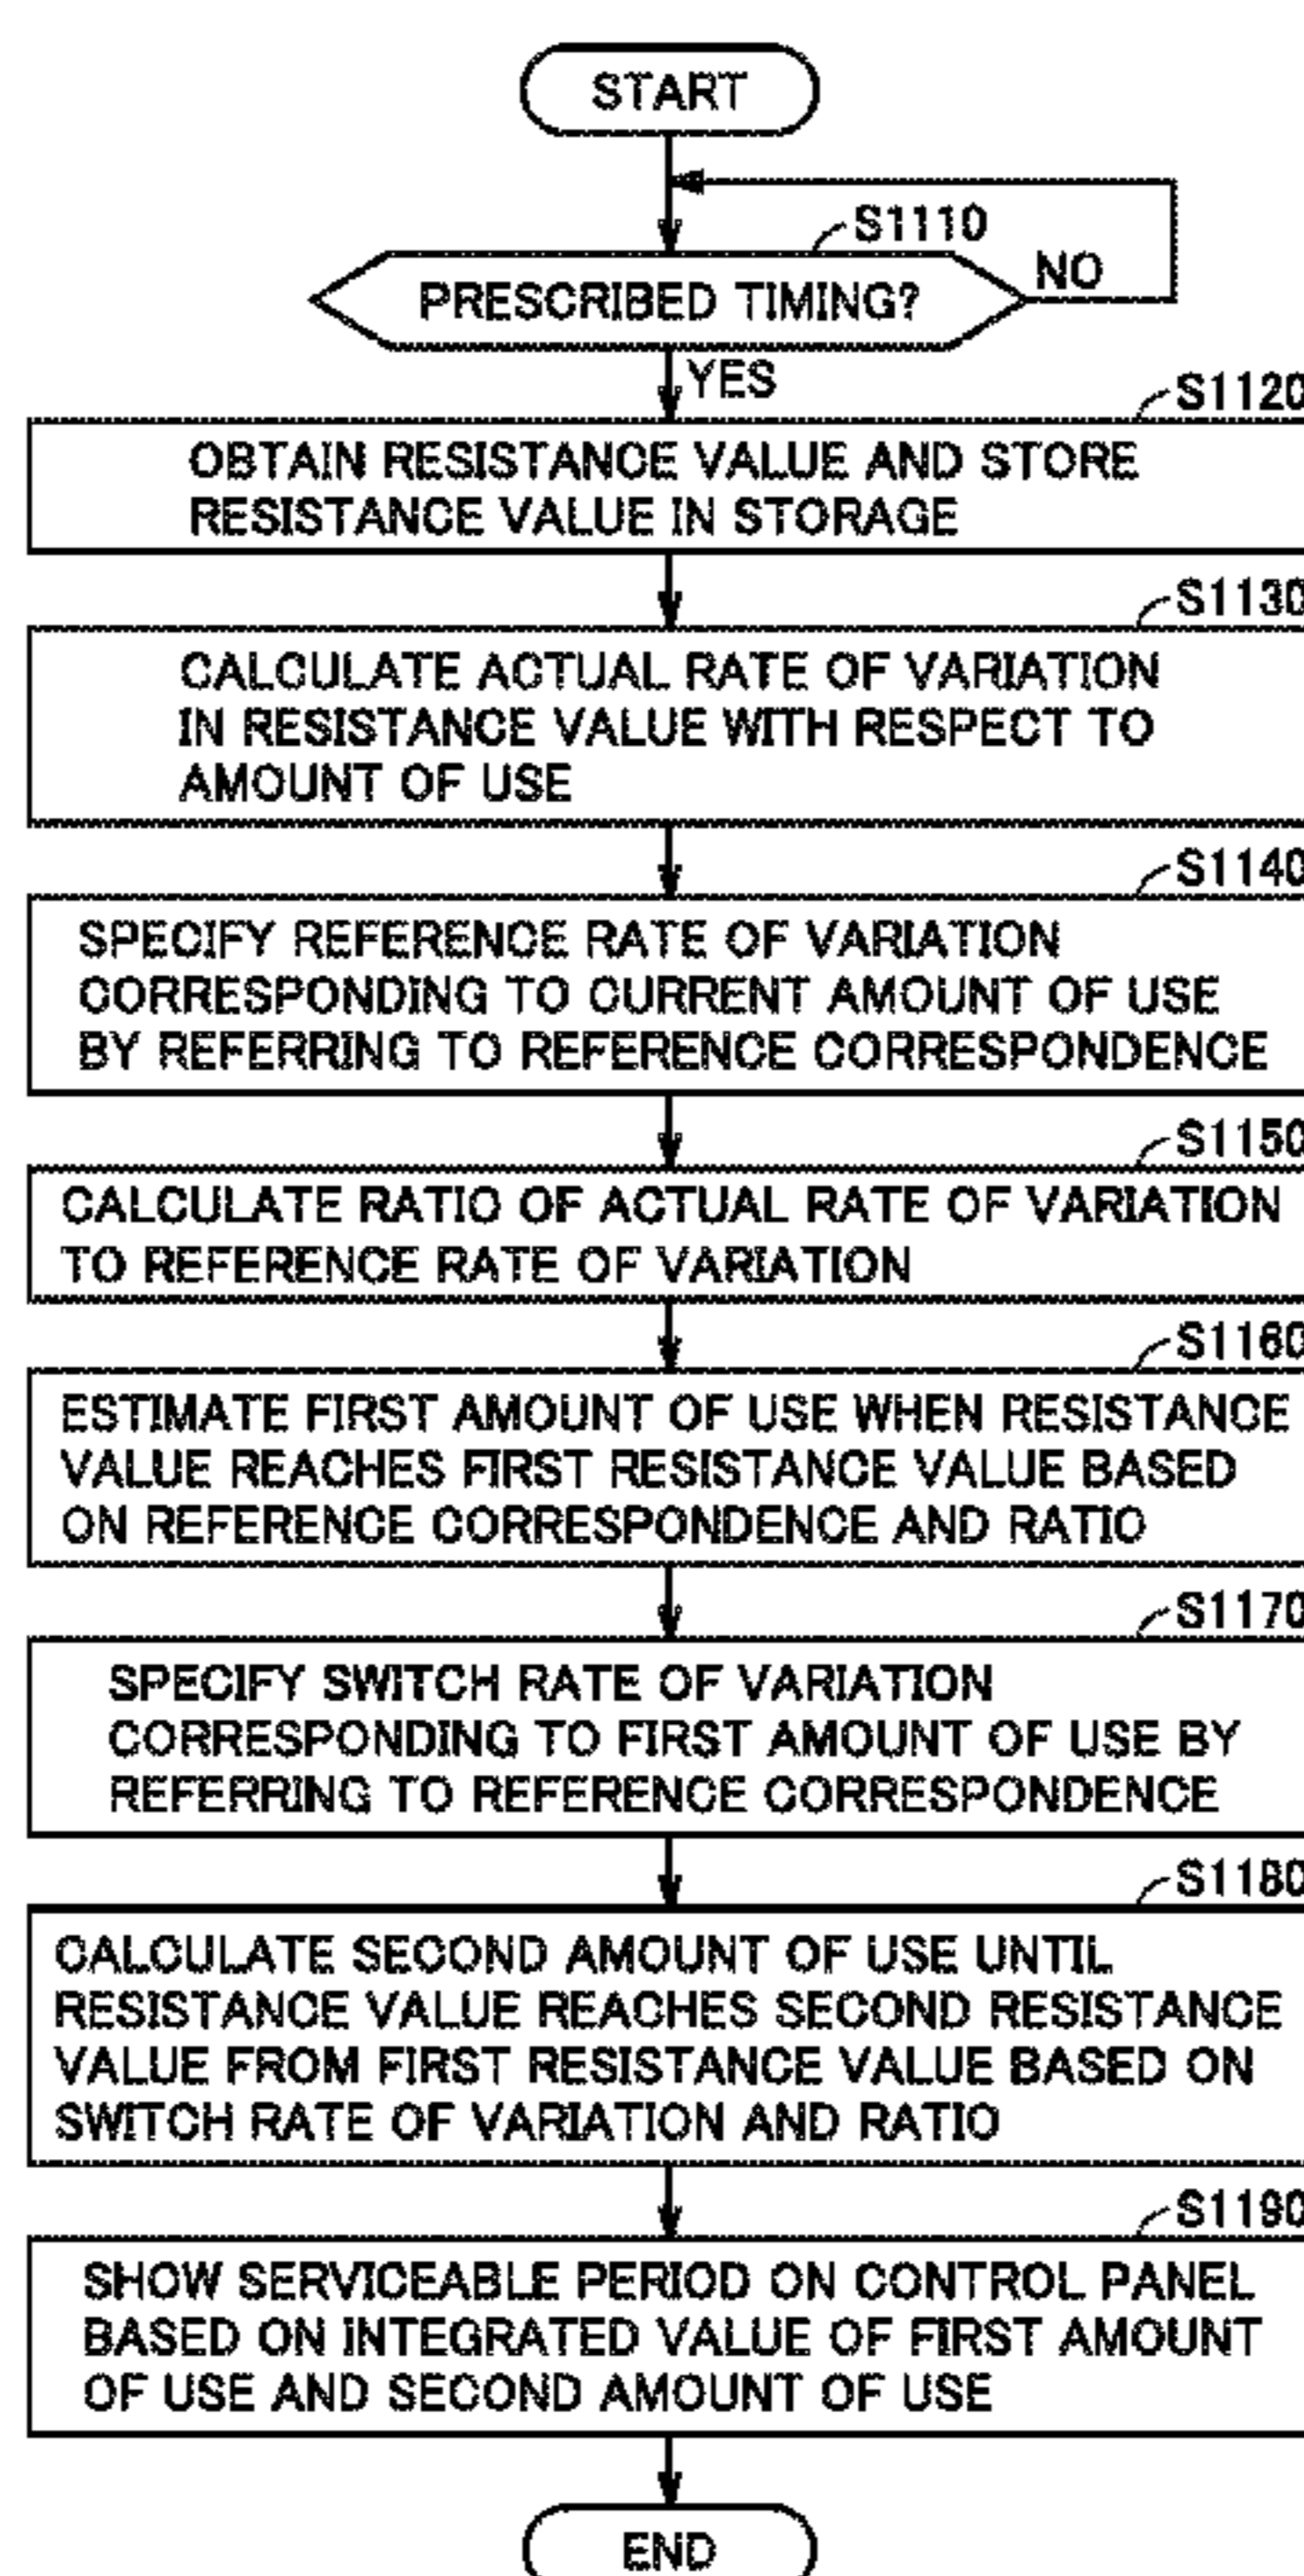 START
S1110
PRESCRIBED TIMING?
NO
YES
S1120
OBTAIN RESISTANCE VALUE AND STORE
RESISTANCE VALUE IN STORAGE
S1130
CALCULATE ACTUAL RATE OF VARIATION
IN RESISTANCE VALUE WITH RESPECT TO
AMOUNT OF USE
S1140
SPECIFY REFERENCE RATE OF VARIATION
CORRESPONDING TO CURRENT AMOUNT OF USE
BY REFERRING TO REFERENCE CORRESPONDENCE
S1150
CALCULATE RATIO OF ACTUAL RATE OF VARIATION
TO REFERENCE RATE OF VARIATION
S1160
ESTIMATE FIRST AMOUNT OF USE WHEN RESISTANCE
VALUE REACHES FIRST RESISTANCE VALUE BASED
ON REFERENCE CORRESPONDENCE AND RATIO
S1170
SPECIFY SWITCH RATE OF VARIATION
CORRESPONDING TO FIRST AMOUNT OF USE BY
REFERRING TO REFERENCE CORRESPONDENCE
S1180
CALCULATE SECOND AMOUNT OF USE UNTIL
RESISTANCE VALUE REACHES SECOND RESISTANCE
VALUE FROM FIRST RESISTANCE VALUE BASED ON
SWITCH RATE OF VARIATION AND RATIO
S1190
SHOW SERVICEABLE PERIOD ON CONTROL PANEL
BASED ON INTEGRATED VALUE OF FIRST AMOUNT
OF USE AND SECOND AMOUNT OF USE
END